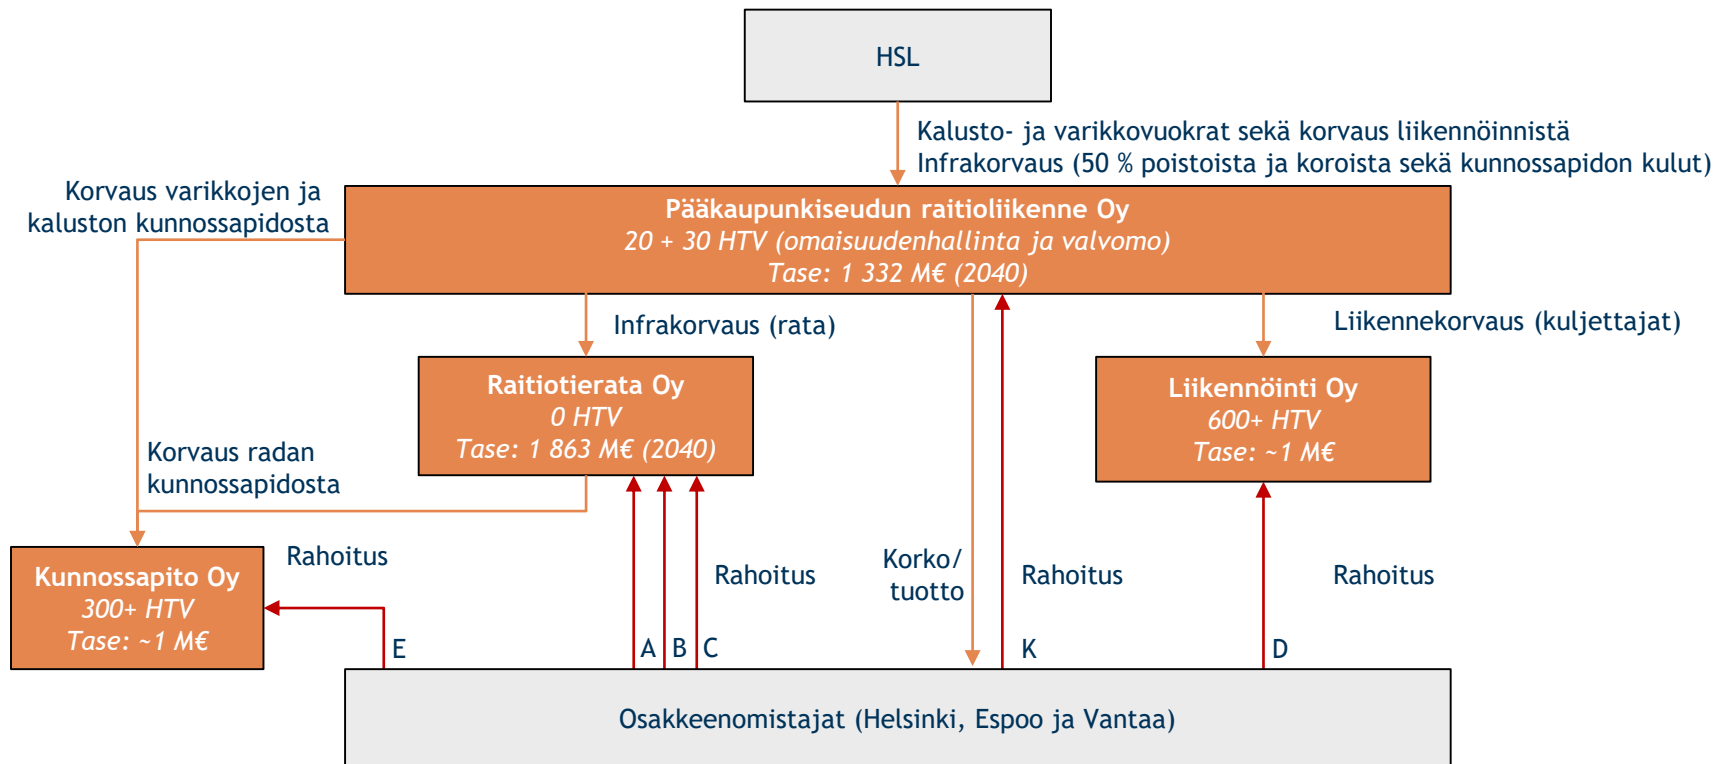 HSL
Kalusto- ja varikkovuokrat sekä korvaus liikennöinnistä
Infrakorvaus (50 % poistoista ja koroista sekä kunnossapidon kulut)
Korvaus varikkojen ja
kaluston kunnossapidosta
Pääkaupunkiseudun raitioliikenne Oy
20 + 30 HTV (omaisuudenhallinta ja valvomo)
Tase: 1 332 M€ (2040)
Infrakorvaus (rata)
Liikennekorvaus (kuljettajat)
Raitiotierata Oy
0 HTV
Tase: 1 863 M€ (2040)
Liikennöinti Oy
600+ HTV
Tase: ~1 M€
Korvaus radan
kunnossapidosta
Kunnossapito Oy
300+ HTV
Tase: ~1 M€
Rahoitus
Rahoitus
Korko/
tuotto
Rahoitus
Rahoitus
E
A
B
C
K
D
Osakkeenomistajat (Helsinki, Espoo ja Vantaa)